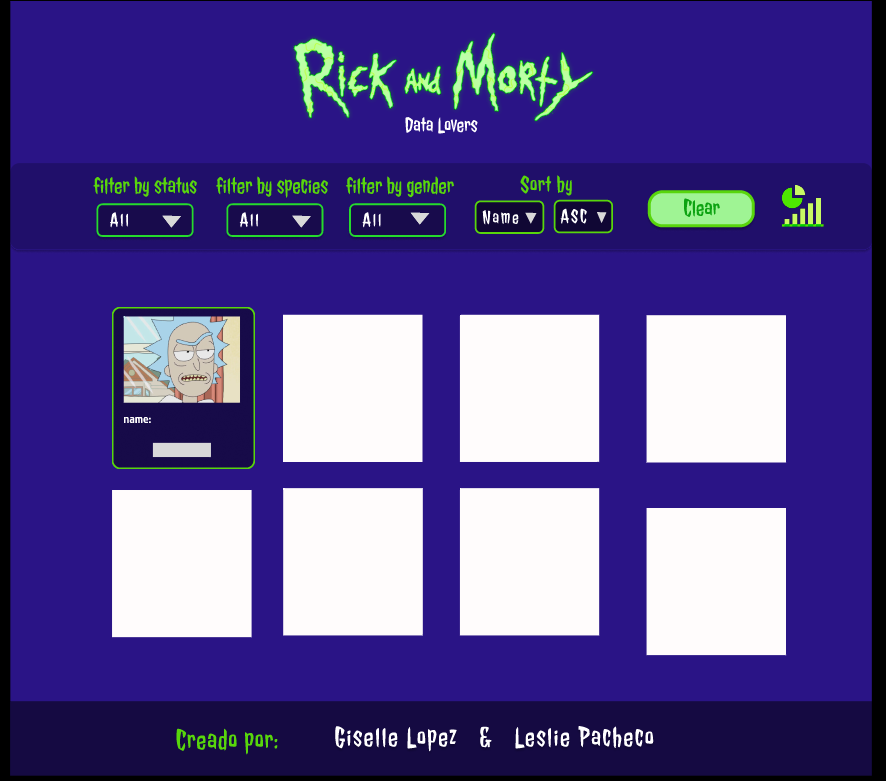 Rick and Morty
Data Lovers
filter by status filter by species filter by gender Sort by
All All All Name ASC Clear
name:
Creado por: Giselle Lopez & Leslie Pacheco